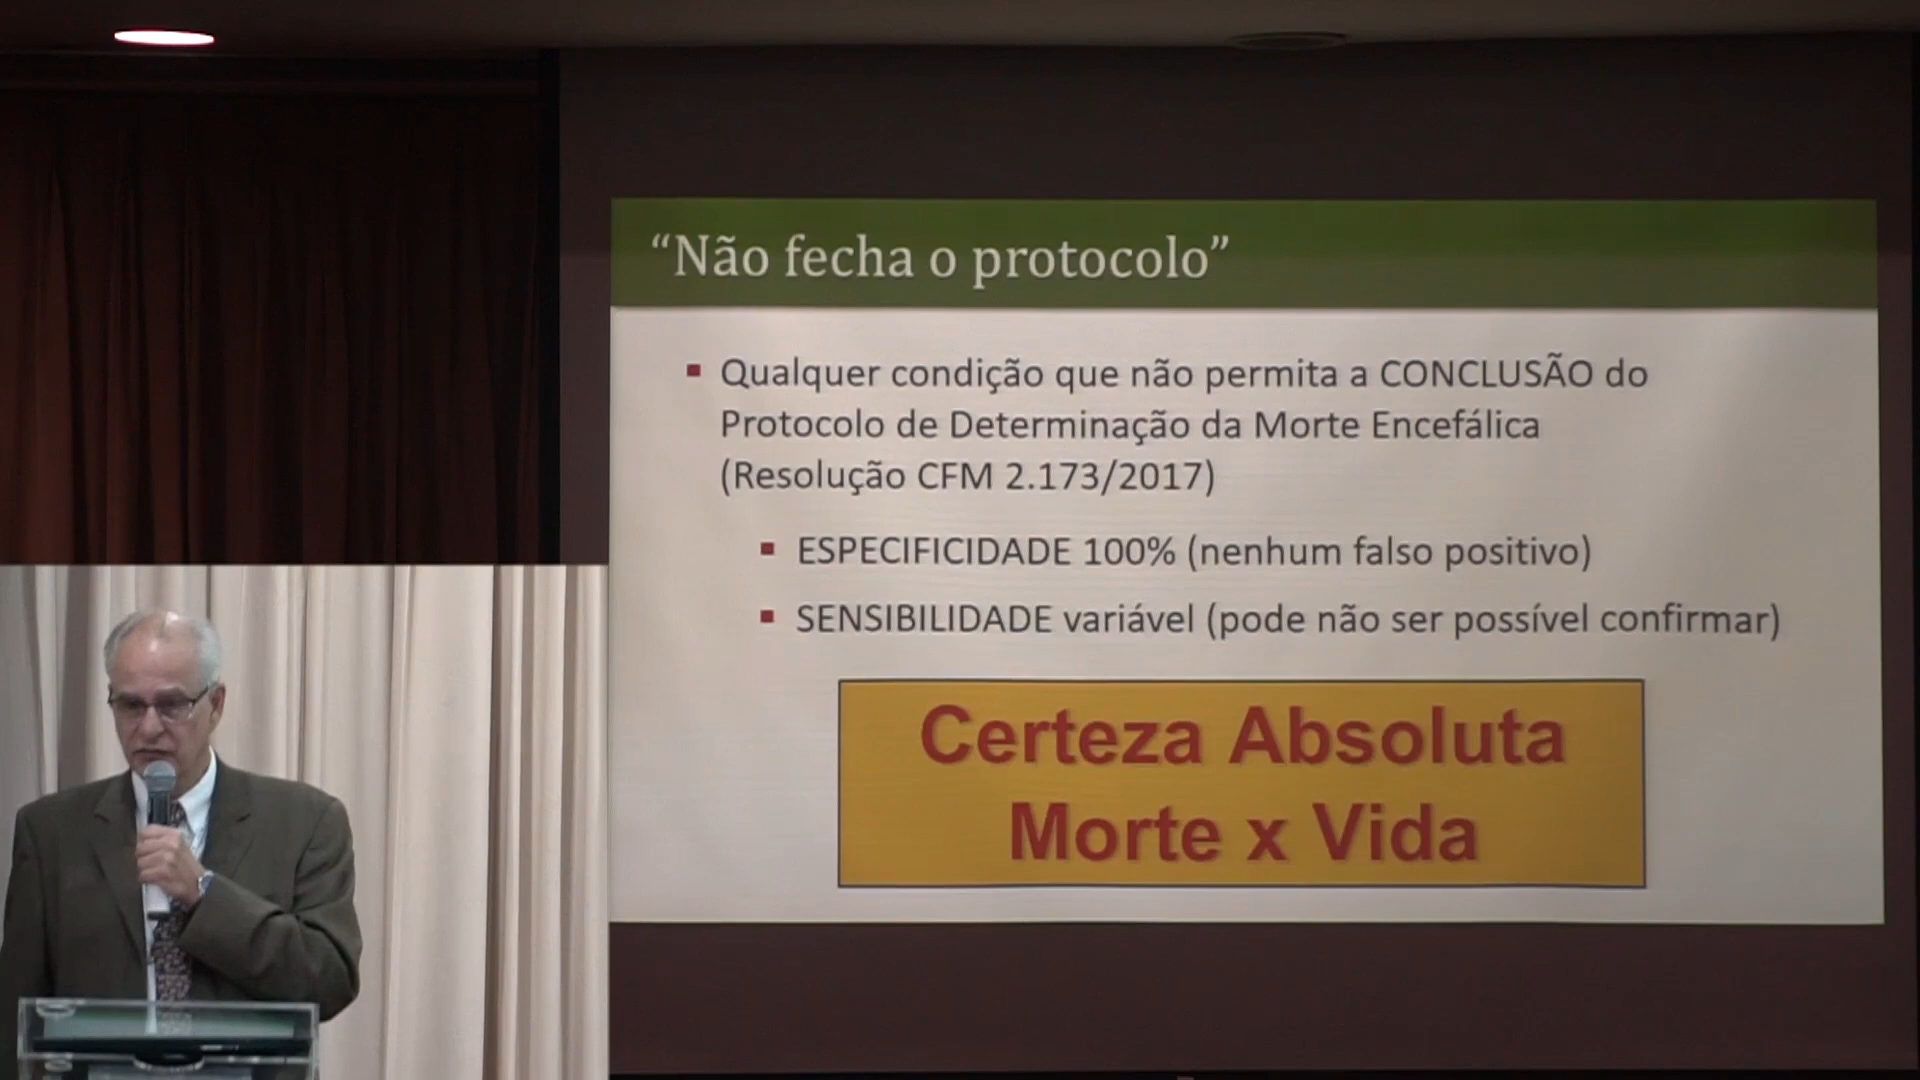 “Não fecha o protocolo”
Qualquer condição que não permita a CONCLUSÃO do
Protocolo de Determinação da Morte Encefálica
(Resolução CFM 2.173/2017)
ESPECIFICIDADE 100% (nenhum falso positivo)
SENSIBILIDADE variável (pode não ser possível confirmar)
Certeza Absoluta
Morte x Vida